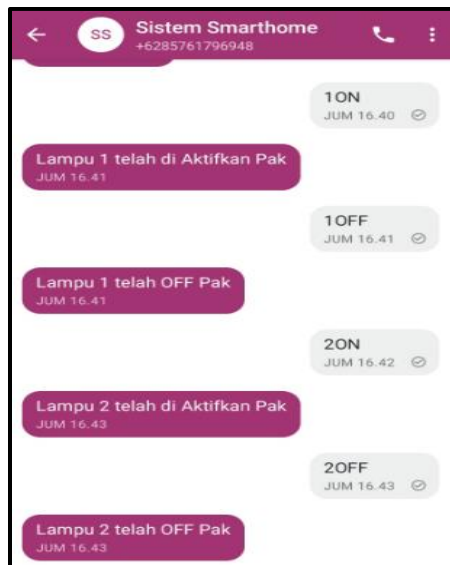 SS
Sistem Smarthome
+6285761796948
1ON
JUM 16.40
Lampu 1 telah di Aktifkan Pak
JUM 16.41
1OFF
JUM 16.41
Lampu 1 telah OFF Pak
JUM 16.41
2ON
JUM 16.42
Lampu 2 telah di Aktifkan Pak
JUM 16.43
2OFF
JUM 16.43
Lampu 2 telah OFF Pak
JUM 16.43